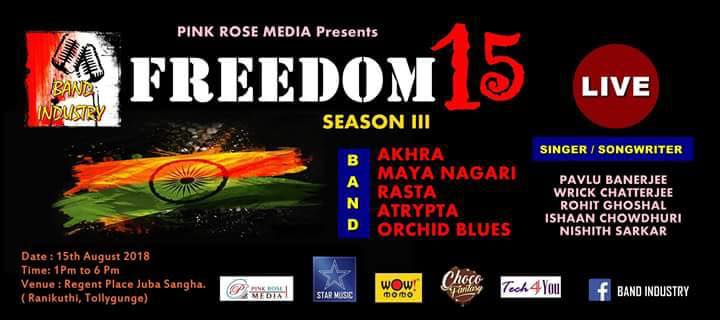 PINK ROSE MEDIA Presents
FREEDOM 15
SEASON III
BAND
INDUSTRY
LIVE
BAND
AKHRA
MAYA NAGARI
RASTA
ATRYPTA
ORCHID BLUES
SINGER / SONGWRITER
PAVLU BANERJEE
WRICK CHATTERJEE
ROHIT GHOSHAL
ISHAAN CHOWDHURI
NISHITH SARKAR
Date : 15th August 2018
Time: 1Pm to 6 Pm
Venue : Regent Place Juba Sangha.
( Ranikuthi, Tollygunge)
PINK ROSE
MEDIA
STAR MUSIC
WOW!
momo
Choco
Fantasy
Tech4You
f BAND INDUSTRY